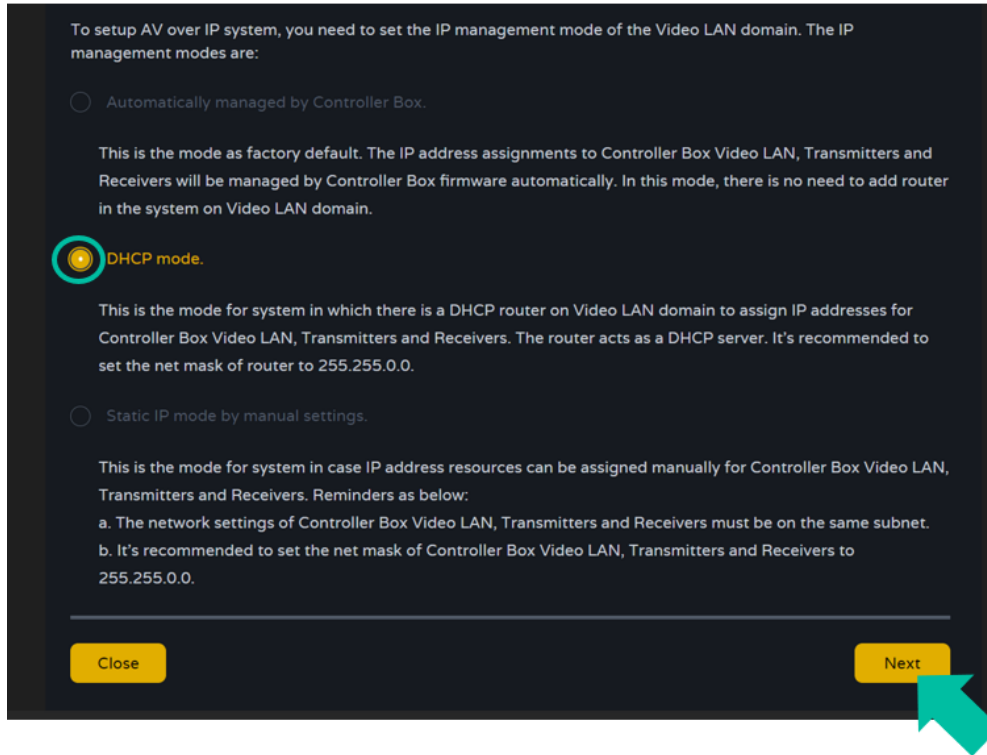 To setup AV over IP system, you need to set the IP management mode of the Video LAN domain. The IP
management modes are:
Automatically managed by Controller Box.
This is the mode as factory default. The IP address assignments to Controller Box Video LAN, Transmitters and
Receivers will be managed by Controller Box firmware automatically. In this mode, there is no need to add router
in the system on Video LAN domain.
DHCP mode.
This is the mode for system in which there is a DHCP router on Video LAN domain to assign IP addresses for
Controller Box Video LAN, Transmitters and Receivers. The router acts as a DHCP server. It's recommended to
set the net mask of router to 255.255.0.0.
Static IP mode by manual settings.
This is the mode for system in case IP address resources can be assigned manually for Controller Box Video LAN,
Transmitters and Receivers. Reminders as below:
a. The network settings of Controller Box Video LAN, Transmitters and Receivers must be on the same subnet.
b. It's recommended to set the net mask of Controller Box Video LAN, Transmitters and Receivers to
255.255.0.0.
Close
Next